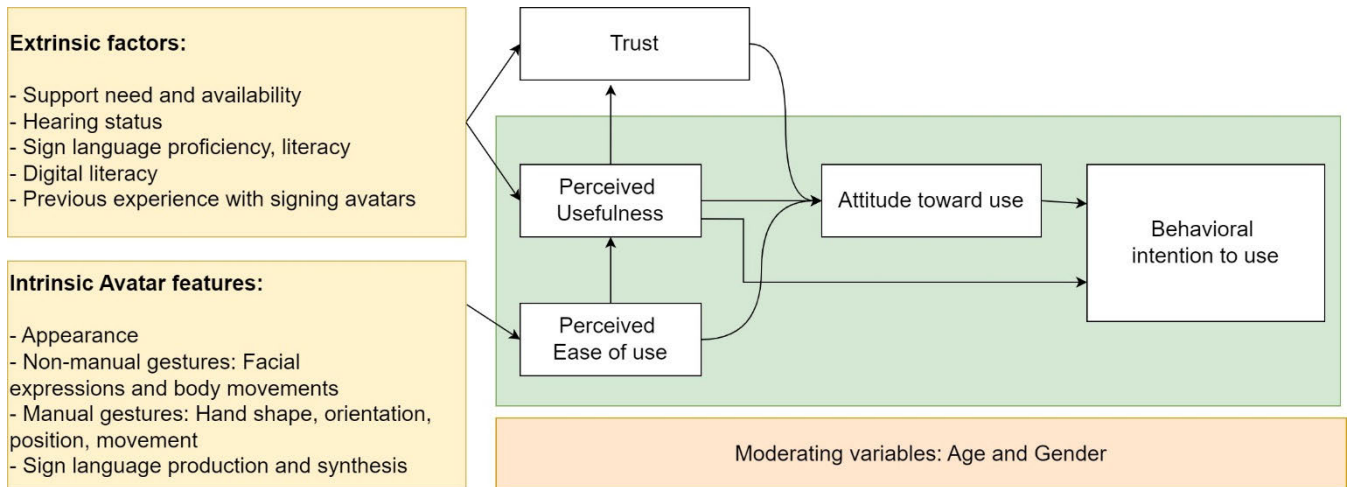 Extrinsic factors:
- Support need and availability
- Hearing status
- Sign language proficiency, literacy
- Digital literacy
- Previous experience with signing avatars
Intrinsic Avatar features:
- Appearance
- Non-manual gestures: Facial
expressions and body movements
- Manual gestures: Hand shape, orientation,
position, movement
- Sign language production and synthesis
Trust
Perceived
Usefulness
Perceived
Ease of use
Attitude toward use
Behavioral
intention to use
Moderating variables: Age and Gender